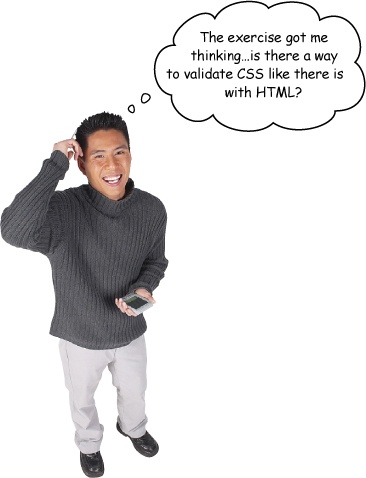 The exercise got me
thinking...is there a way
to validate CSS like there is
with HTML?